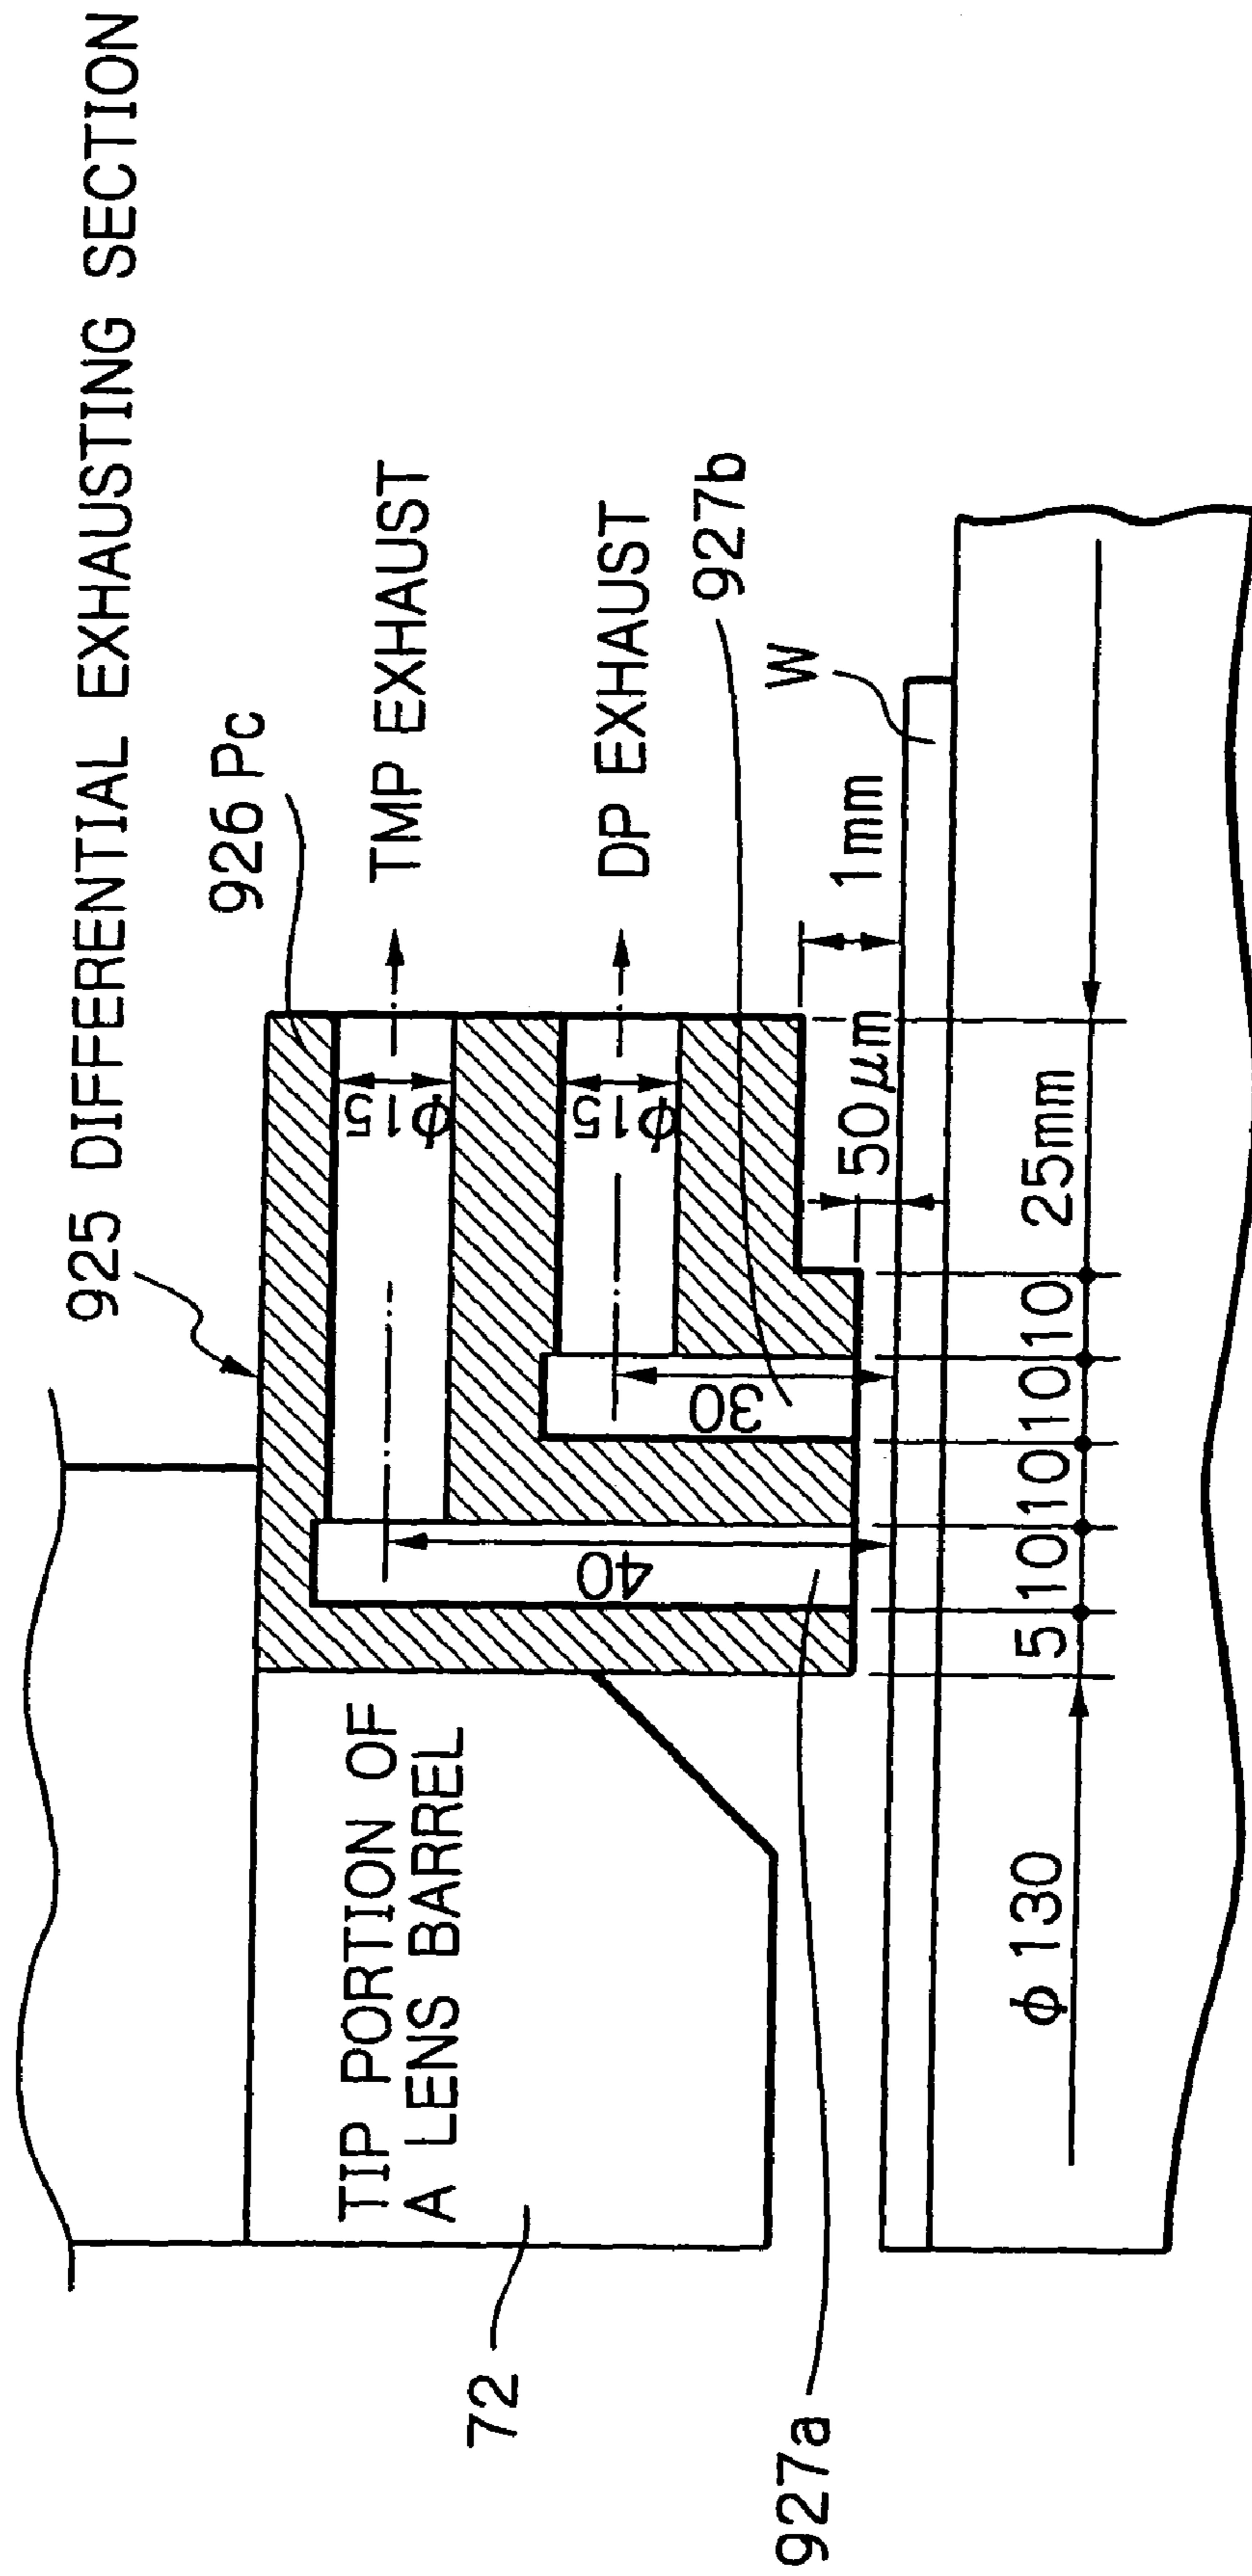 925 DIFFERENTIAL EXHAUSTING SECTION
926 Pc
TMP EXHAUST
φ15
DP EXHAUST
φ15
927b
W
1mm
50μm
40
30
TIP PORTION OF
A LENS BARREL
72
927a
φ130
5
10
10
10
10
25mm